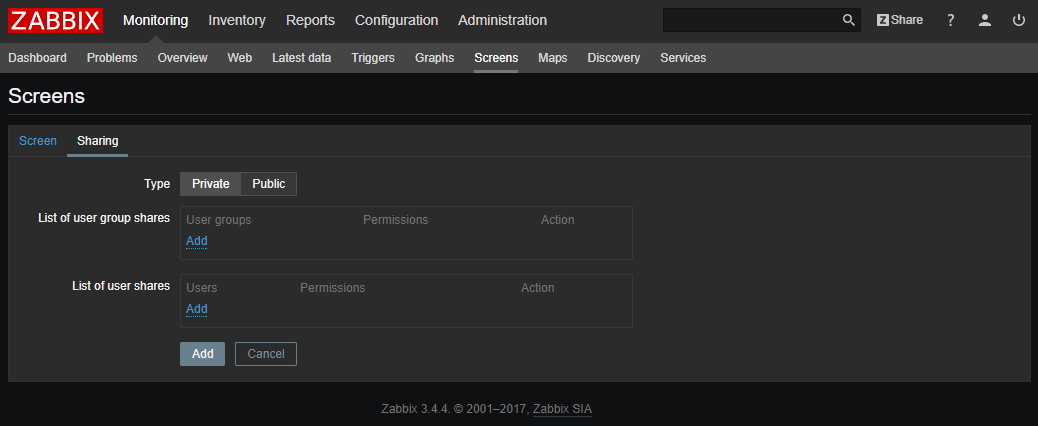 ZABBIX Monitoring Inventory Reports Configuration Administration Z Share ?
Dashboard Problems Overview Web Latest data Triggers Graphs Screens Maps Discovery Services
Screens
Screen Sharing
Type Private Public
List of user group shares User groups Permissions Action
Add
List of user shares Users Permissions Action
Add
Add Cancel
Zabbix 3.4.4. © 2001–2017, Zabbix SIA